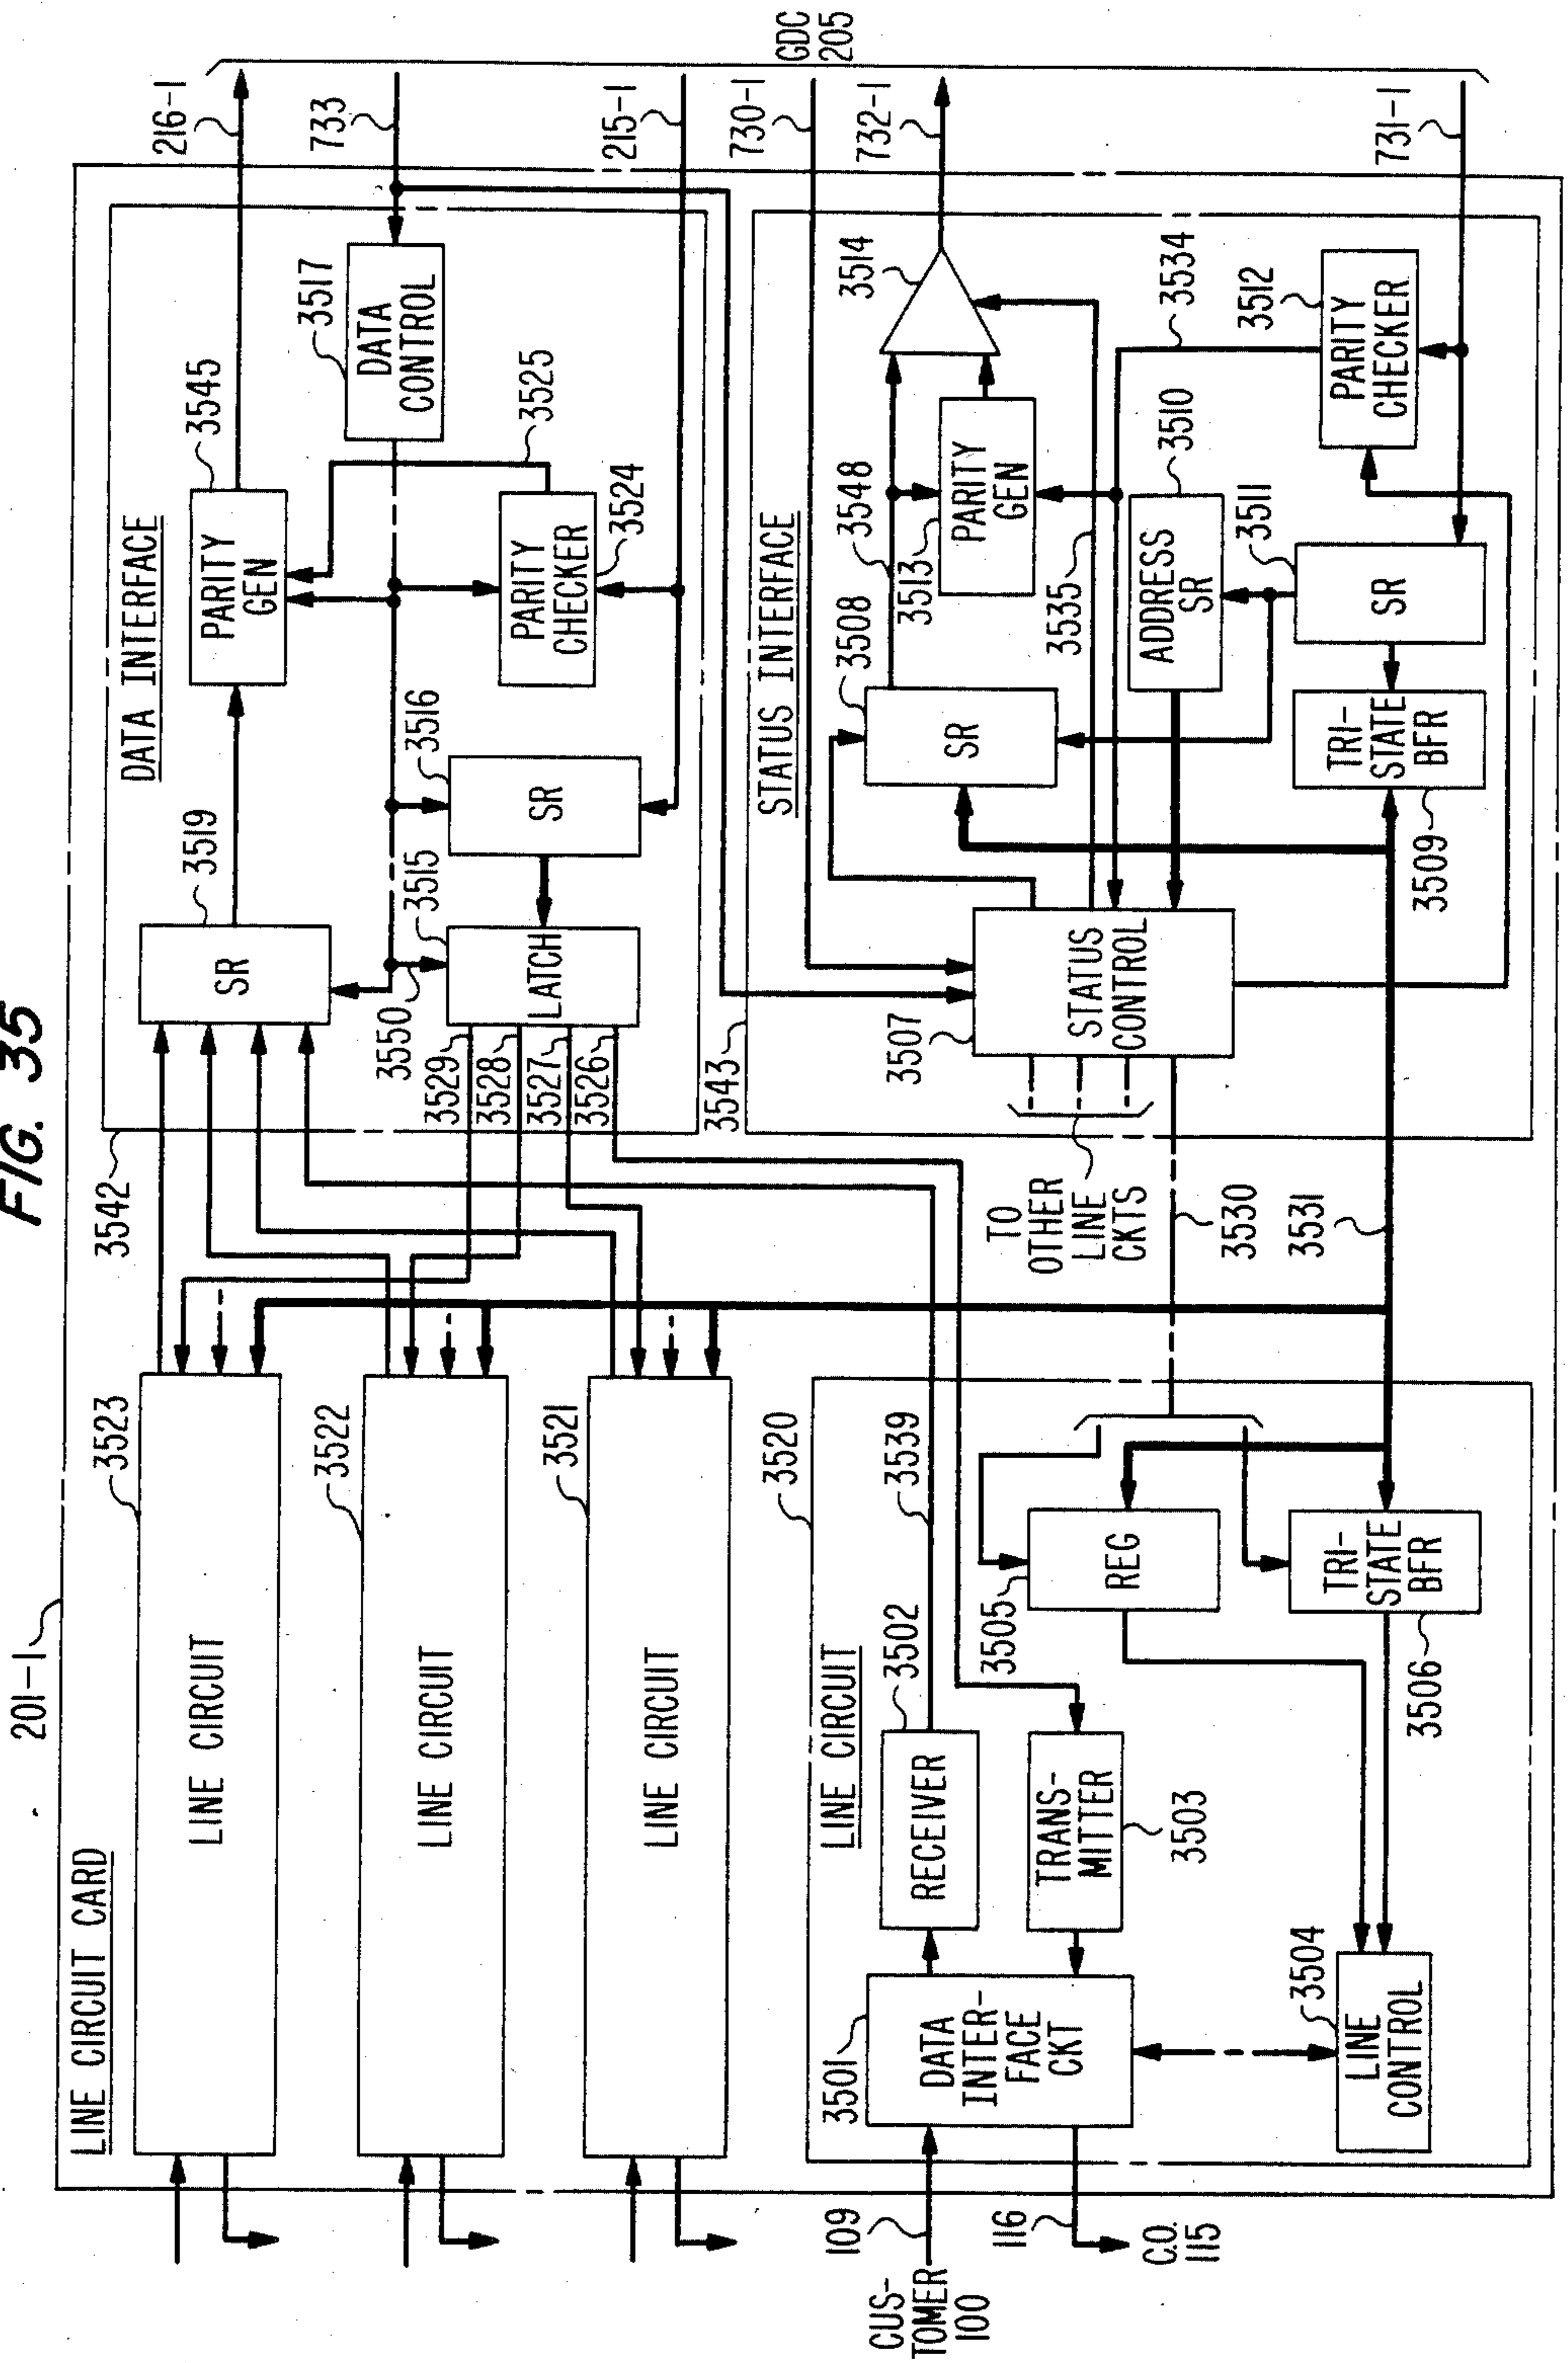 FIG. 35
201-1
LINE CIRCUIT CARD
3523
LINE CIRCUIT
3522
LINE CIRCUIT
3521
LINE CIRCUIT
3520
LINE CIRCUIT
CUS-
TOMER
100
109
116
C.O.
115
3501
DATA
INTER-
FACE
CKT
3502
RECEIVER
TRANS-
MITTER
3503
3504
LINE
CONTROL
3505
REG
TRI-
STATE
BFR
3506
3539
3530
3531
TO
OTHER
LINE
CKTS
3542
DATA INTERFACE
3519
SR
3545
PARITY
GEN
3517
DATA
CONTROL
3525
PARITY
CHECKER
3524
3516
SR
3515
LATCH
3550
3529
3528
3527
3526
3543
STATUS INTERFACE
3507
STATUS
CONTROL
3508
SR
3548
3513
PARITY
GEN
3514
3535
3534
3510
ADDRESS
SR
3511
SR
3512
PARITY
CHECKER
TRI-
STATE
BFR
3509
216-1
733
215-1
GDC
205
730-1
732-1
731-1